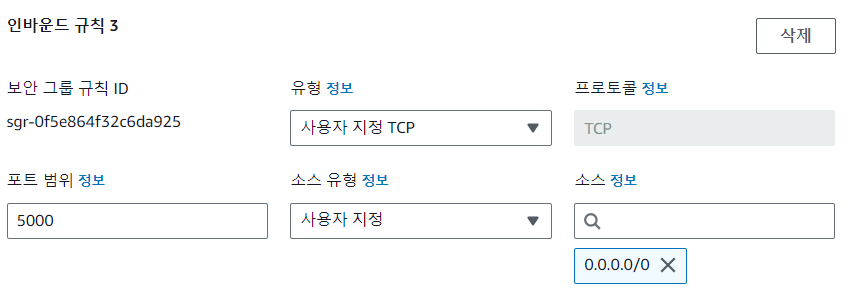 인바운드 규칙 3
삭제
보안 그룹 규칙 ID
sgr-0f5e864f32c6da925
유형 정보
사용자 지정 TCP
프로토콜 정보
TCP
포트 범위 정보
5000
소스 유형 정보
사용자 지정
소스 정보
0.0.0.0/0